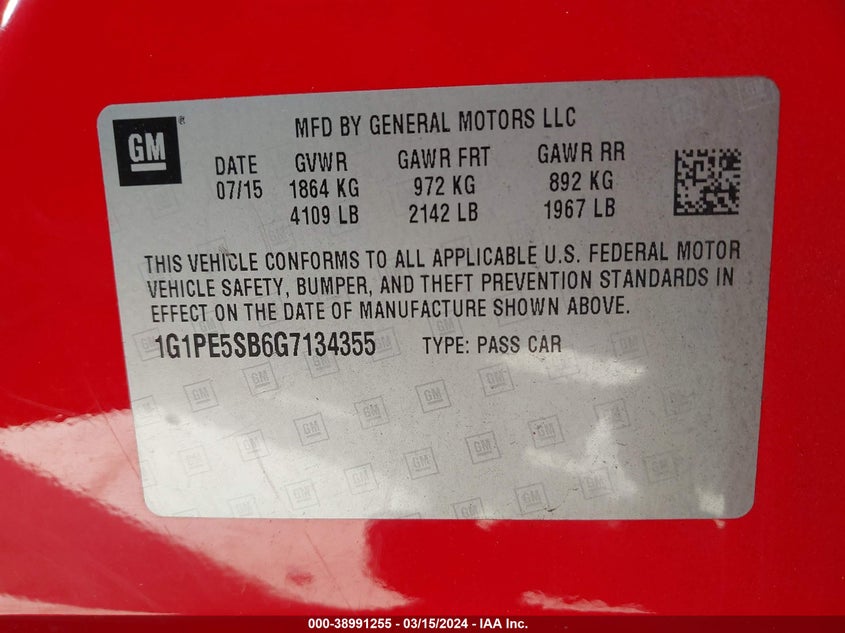 GM
MFD BY GENERAL MOTORS LLC
DATE GVWR GAWR FRT GAWR RR
07/15 1864 KG 972 KG 892 KG
4109 LB 2142 LB 1967 LB
THIS VEHICLE CONFORMS TO ALL APPLICABLE U.S. FEDERAL MOTOR
VEHICLE SAFETY, BUMPER, AND THEFT PREVENTION STANDARDS IN
EFFECT ON THE DATE OF MANUFACTURE SHOWN ABOVE.
1G1PE5SB6G7134355 TYPE: PASS CAR
000-38991255 — 03/15/2024 — IAA Inc.